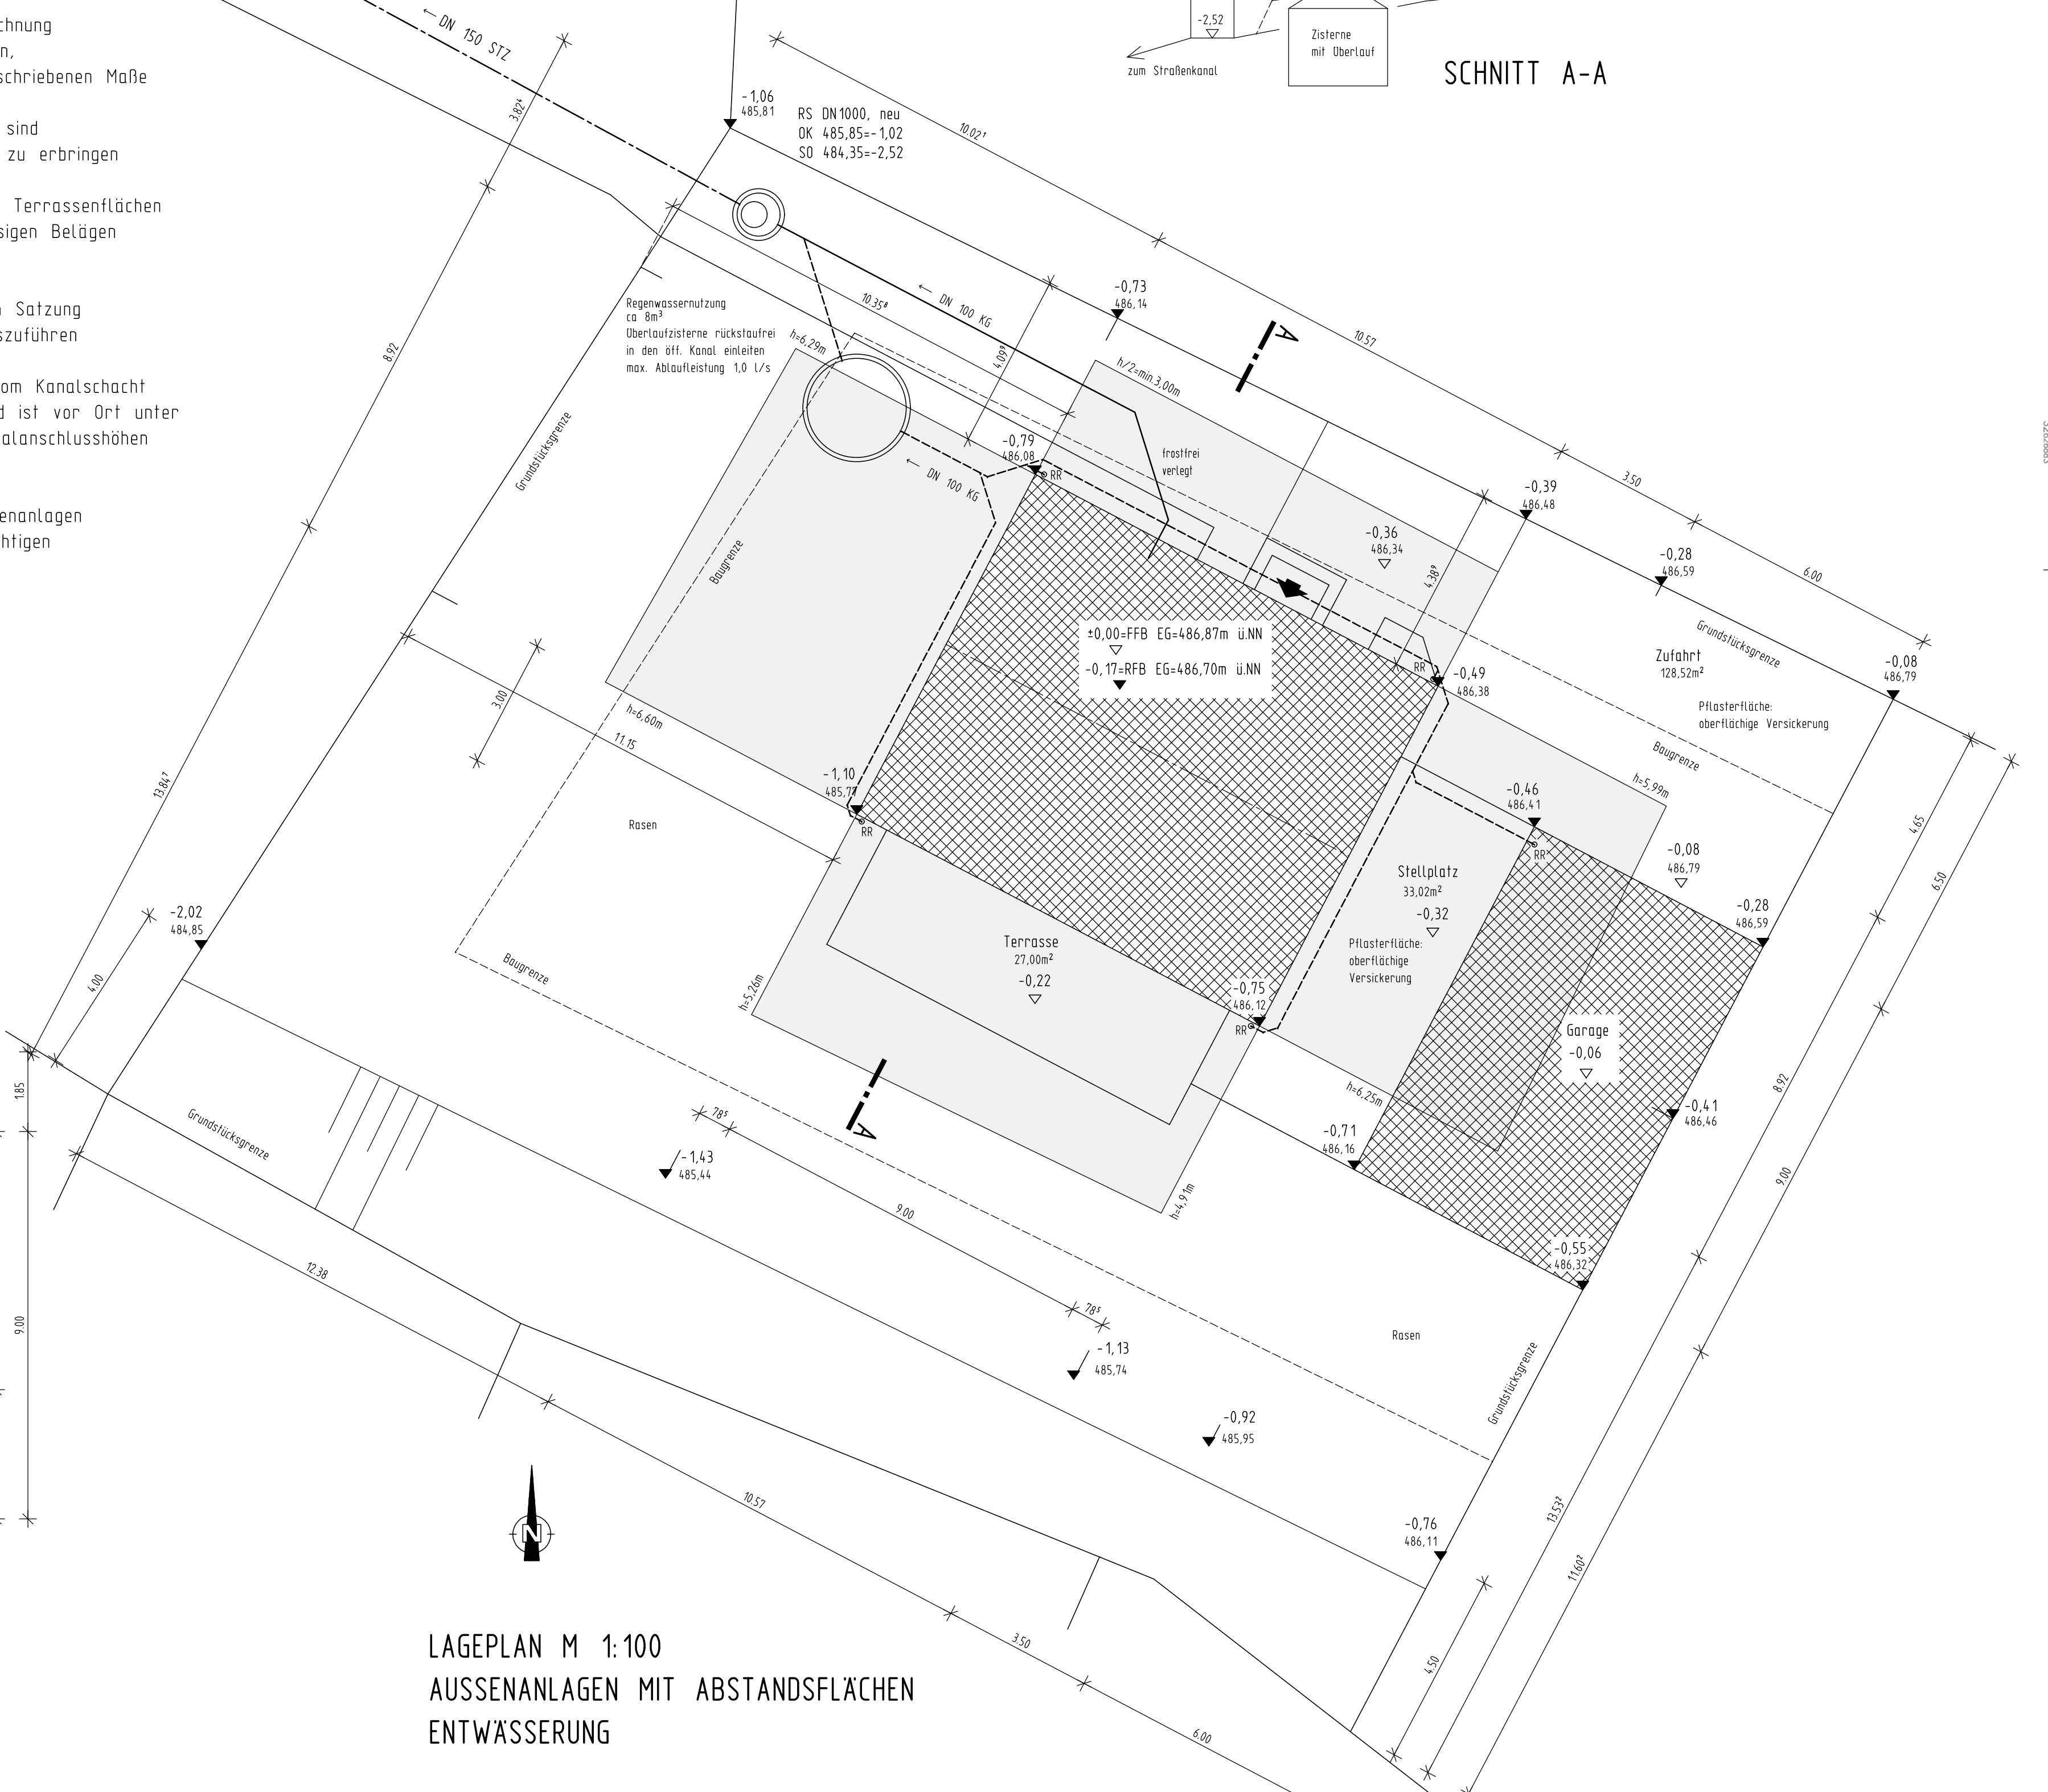 chnung
n,
schriebenen Maße
sind
zu erbringen
Terrassenflächen
sigen Belägen
Satzung
szuführen
om Kanalschacht
d ist vor Ort unter
alanschlusshöhen
enanlagen
htigen
← DN 150 STZ
-2,52
zum Straßenkanal
Zisterne
mit Überlauf
SCHNITT A-A
-1,06
485,81
RS DN1000, neu
OK 485,85=-1,02
SO 484,35=-2,52
3.82⁴
10.02¹
10.57
3.50
6.00
8.92
13.84⁷
Regenwassernutzung
ca 8m³
Überlaufzisterne rückstaufrei
in den öff. Kanal einleiten
max. Ablaufleistung 1,0 l/s
10.35⁸
← DN 100 KG
4.09⁹
-0,73
486,14
A
h=6,29m
h/2=min.3,00m
-0,79
486,08
RR
← DN 100 KG
frostfrei
verlegt
-0,39
486,48
-0,36
486,34
4.38⁹
-0,28
486,59
Grundstücksgrenze
Grundstücksgrenze
Baugrenze
±0,00=FFB EG=486,87m ü.NN
-0,17=RFB EG=486,70m ü.NN
RR
-0,49
486,38
Zufahrt
128,52m²
-0,08
486,79
Pflasterfläche:
oberflächige Versickerung
Baugrenze
3.00
h=6,60m
11.15
-1,10
485,77
RR
Rasen
h=5,99m
-0,46
486,41
RR
-0,08
486,79
4.65
6.50
Stellplatz
33,02m²
-0,32
Pflasterfläche:
oberflächige
Versickerung
-0,28
486,59
-2,02
484,85
4.00
Baugrenze
h=5,26m
Terrasse
27,00m²
-0,22
-0,75
486,12
RR
Garage
-0,06
1.85
9.00
Grundstücksgrenze
h=6,25m
-0,41
486,46
8.92
9.00
78⁵
A
-0,71
486,16
-1,43
485,44
9.00
h=4,91m
12.38
-0,55
486,32
78⁵
-1,13
485,74
Rasen
Grundstücksgrenze
-0,92
485,95
10.57
N
-0,76
486,11
13.53²
11.60²
3.50
4.50
6.00
LAGEPLAN M 1:100
AUSSENANLAGEN MIT ABSTANDSFLÄCHEN
ENTWÄSSERUNG